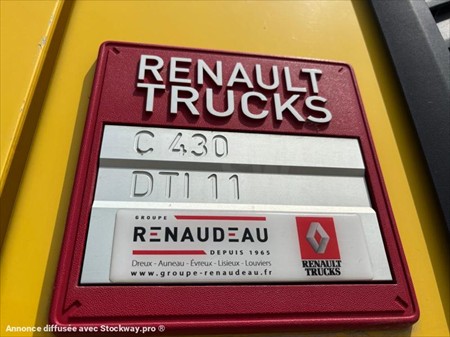 RENAULT
TRUCKS
C 430
DTI 11
GROUPE
RENAUDEAU
DEPUIS 1965
Dreux - Auneau - Évreux - Lisieux - Louviers
www.groupe-renaudeau.fr
RENAULT
TRUCKS
Annonce diffusée avec Stockway.pro ®